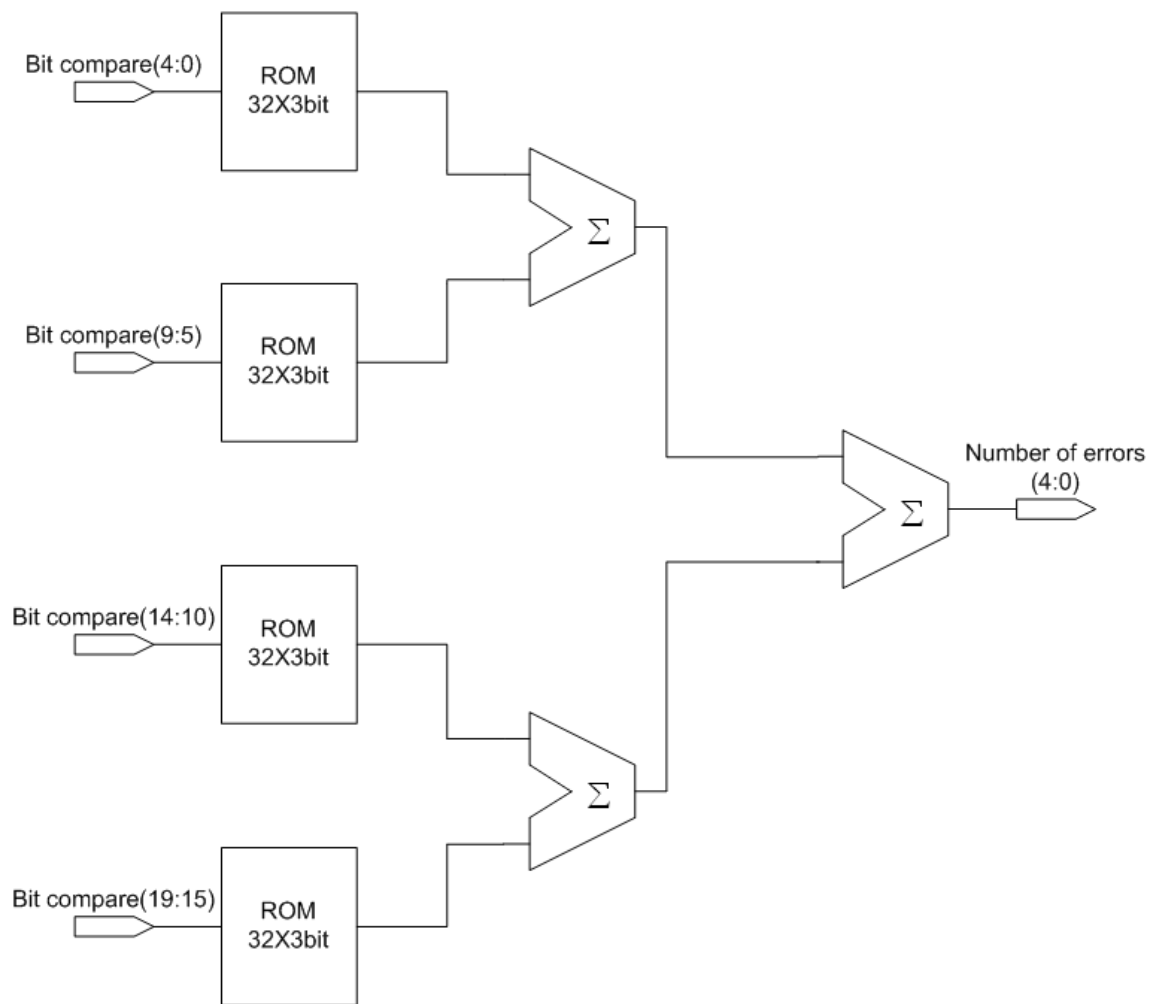 Bit compare(4:0)
ROM
32X3bit
Σ
Bit compare(9:5)
ROM
32X3bit
Number of errors
(4:0)
Σ
Bit compare(14:10)
ROM
32X3bit
Σ
Bit compare(19:15)
ROM
32X3bit